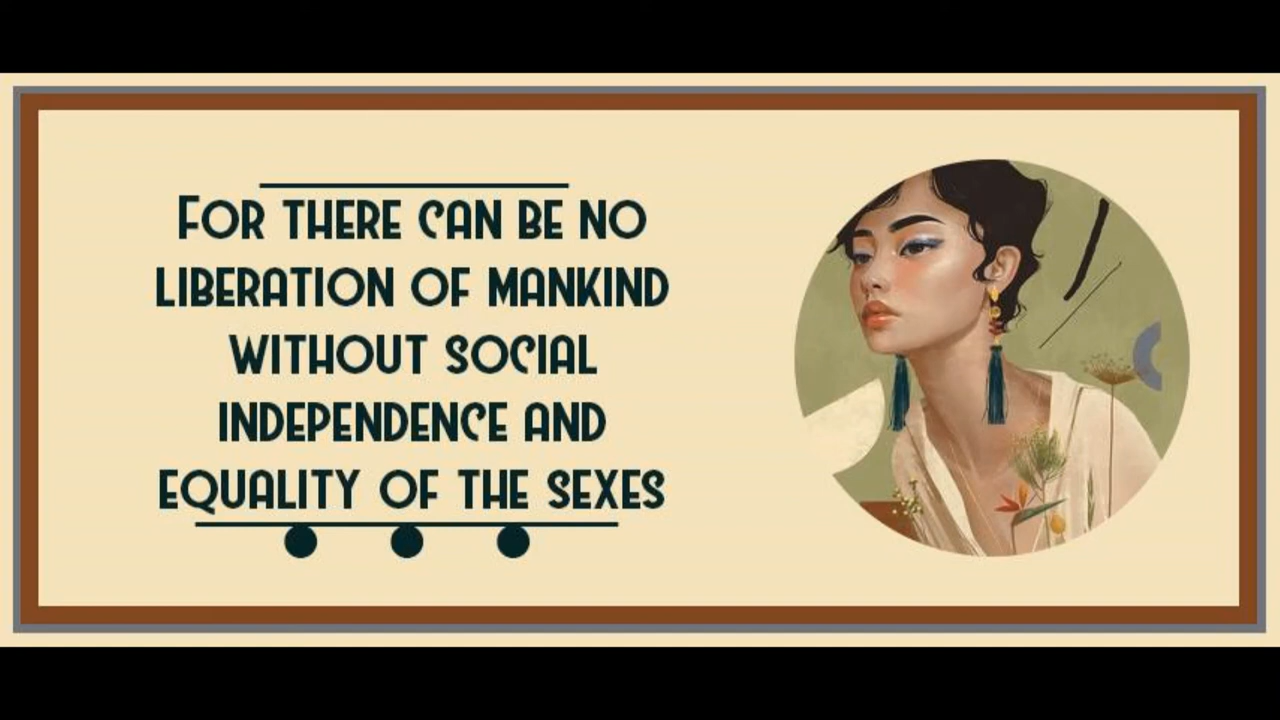 FOR THERE CAN BE NO
LIBERATION OF MANKIND
WITHOUT SOCIAL
INDEPENDENCE AND
EQUALITY OF THE SEXES